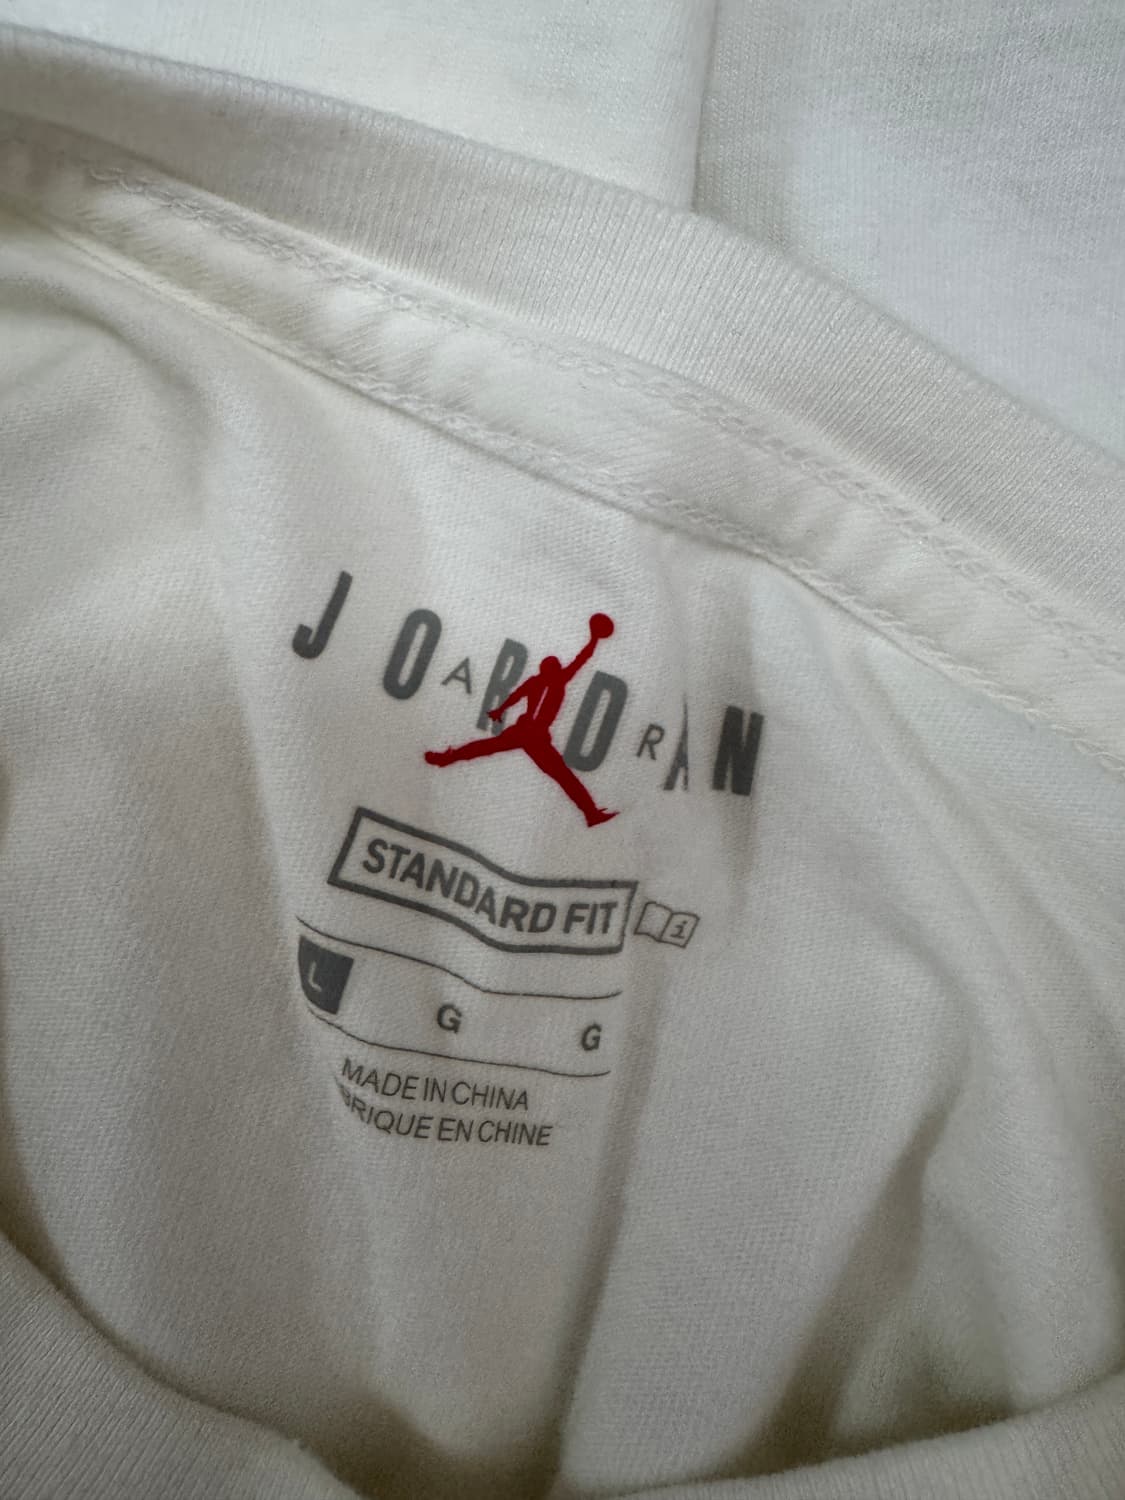 JORDAN
AIR
STANDARD FIT
L G G
MADE IN CHINA
BRIQUE EN CHINE